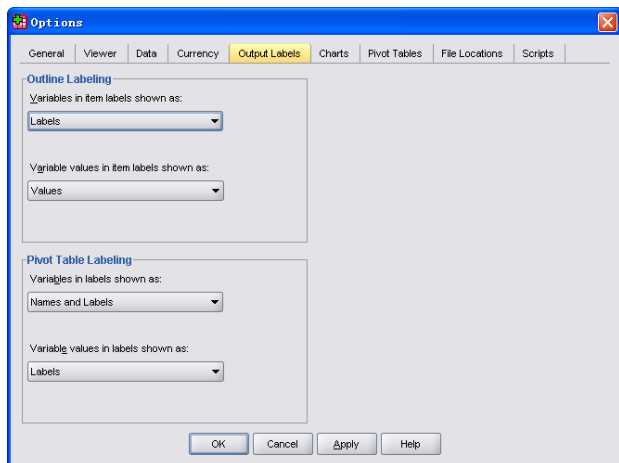 Options
General Viewer Data Currency Output Labels Charts Pivot Tables File Locations Scripts
Outline Labeling
Variables in item labels shown as:
Labels
Variable values in item labels shown as:
Values
Pivot Table Labeling
Variables in labels shown as:
Names and Labels
Variable values in labels shown as:
Labels
OK Cancel Apply Help